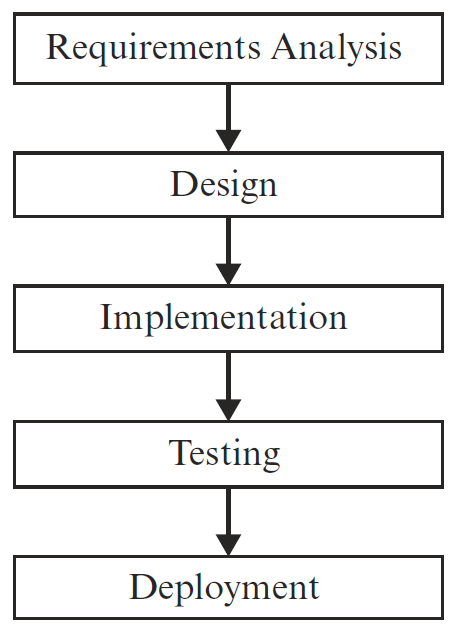 Requirements Analysis
Design
Implementation
Testing
Deployment